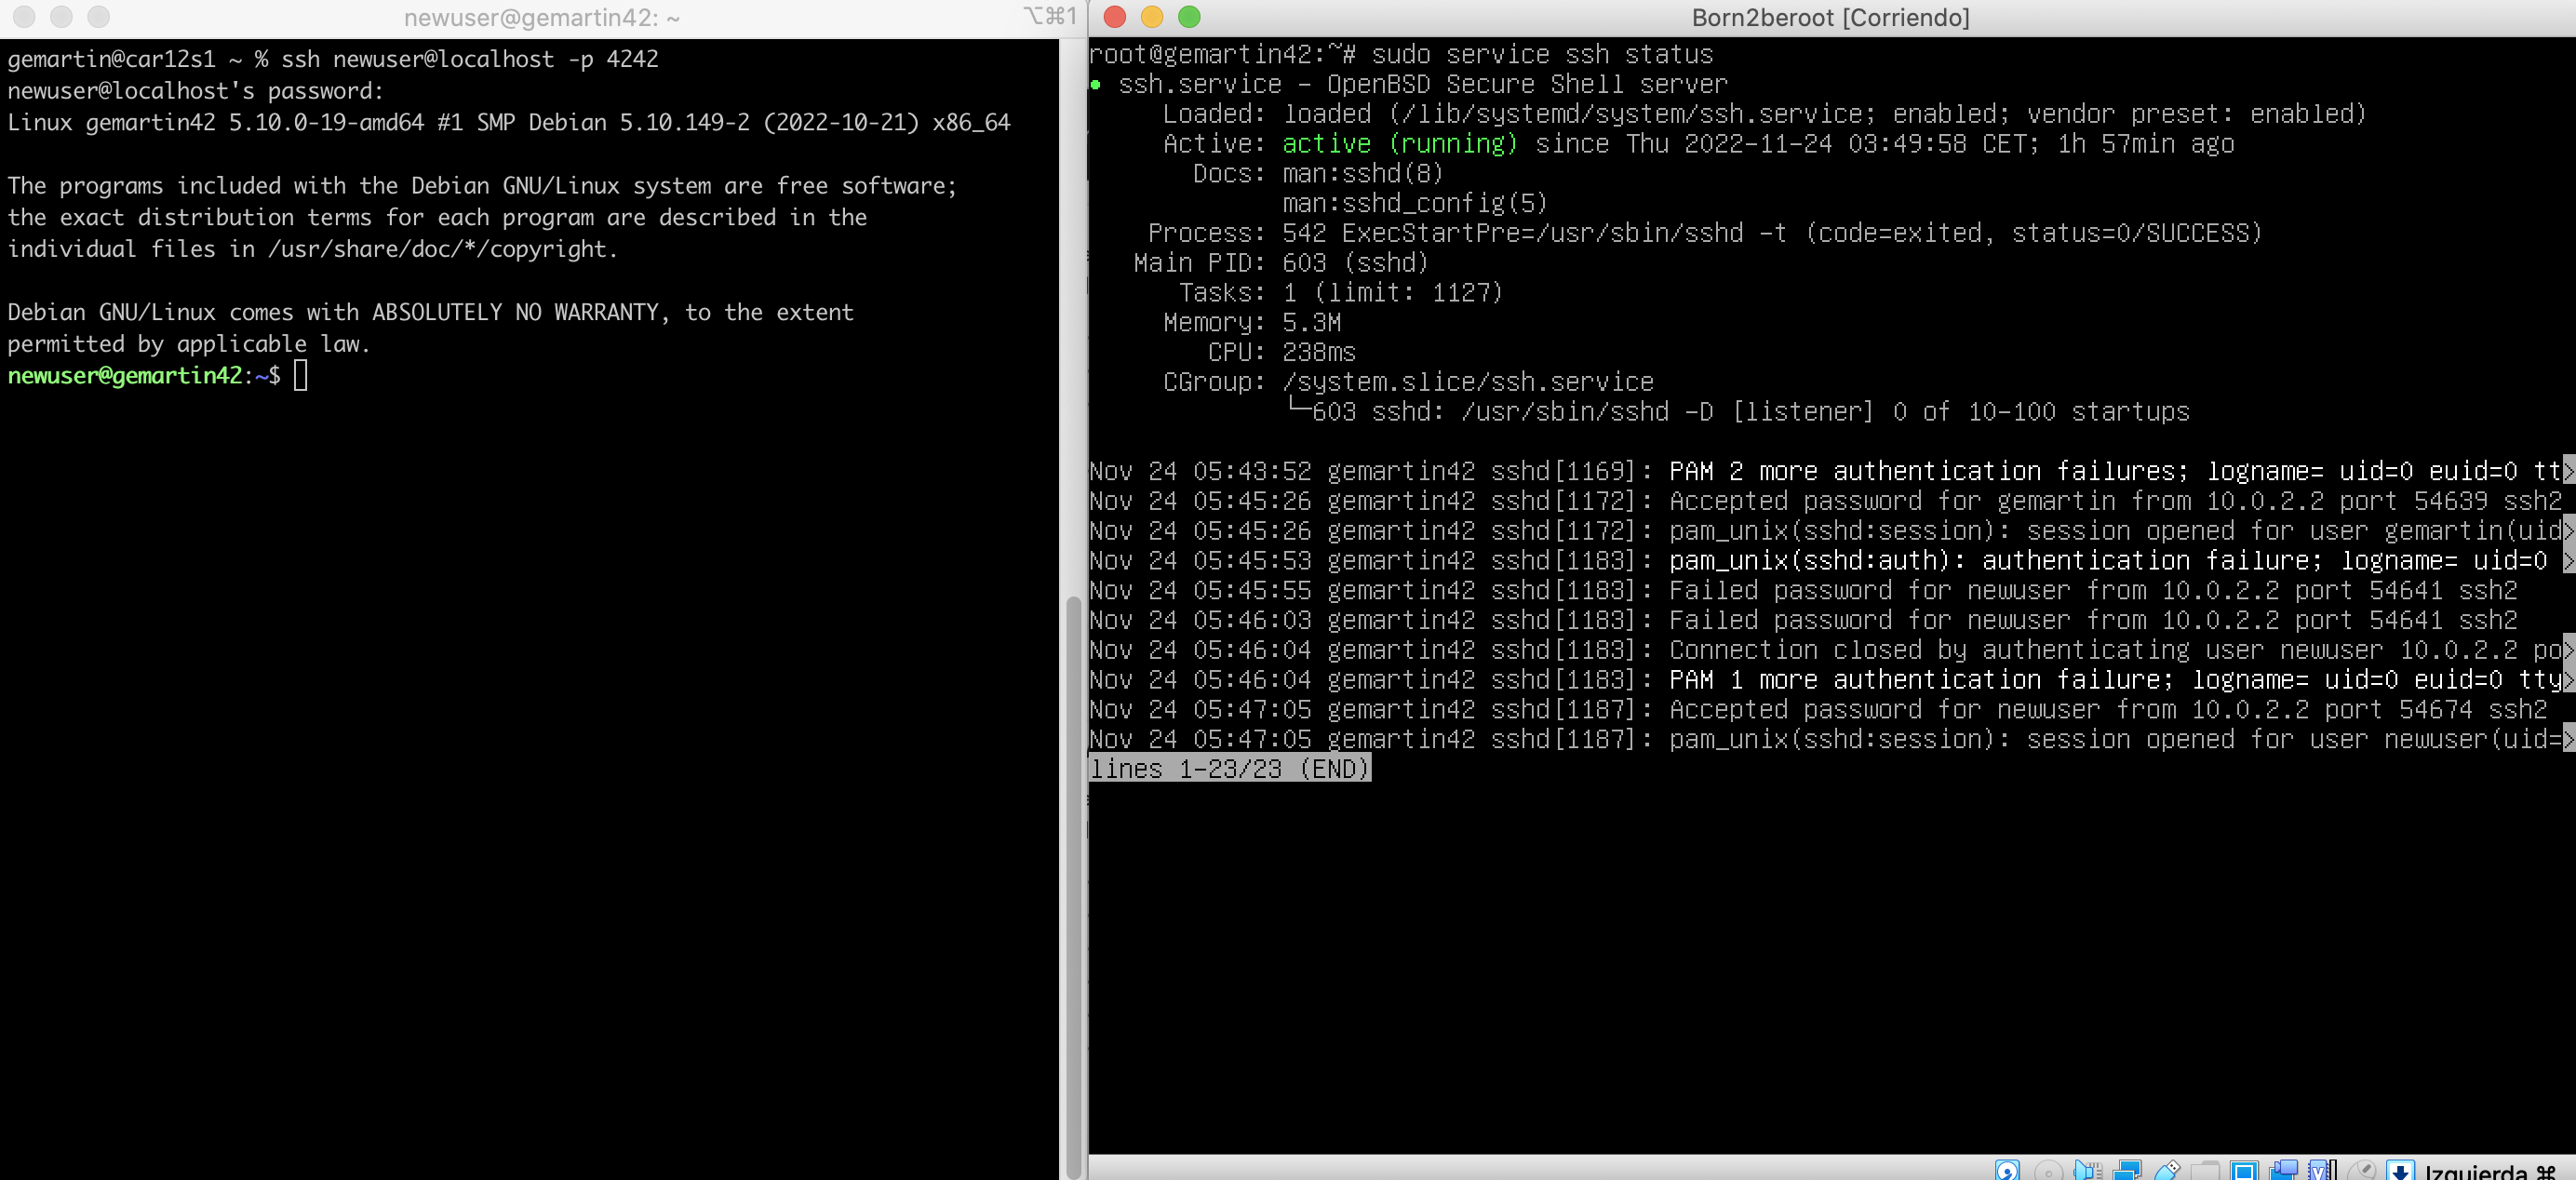 newuser@gemartin42: ~
⌥⌘1
gemartin@car12s1 ~ % ssh newuser@localhost -p 4242
newuser@localhost's password:
Linux gemartin42 5.10.0-19-amd64 #1 SMP Debian 5.10.149-2 (2022-10-21) x86_64
The programs included with the Debian GNU/Linux system are free software;
the exact distribution terms for each program are described in the
individual files in /usr/share/doc/*/copyright.
Debian GNU/Linux comes with ABSOLUTELY NO WARRANTY, to the extent
permitted by applicable law.
newuser@gemartin42:~$
Born2beroot [Corriendo]
root@gemartin42:~# sudo service ssh status
● ssh.service - OpenBSD Secure Shell server
Loaded: loaded (/lib/systemd/system/ssh.service; enabled; vendor preset: enabled)
Active: active (running) since Thu 2022-11-24 03:49:58 CET; 1h 57min ago
Docs: man:sshd(8)
man:sshd_config(5)
Process: 542 ExecStartPre=/usr/sbin/sshd -t (code=exited, status=0/SUCCESS)
Main PID: 603 (sshd)
Tasks: 1 (limit: 1127)
Memory: 5.3M
CPU: 238ms
CGroup: /system.slice/ssh.service
└─603 sshd: /usr/sbin/sshd -D [listener] 0 of 10-100 startups
Nov 24 05:43:52 gemartin42 sshd[1169]: PAM 2 more authentication failures; logname= uid=0 euid=0 tt>
Nov 24 05:45:26 gemartin42 sshd[1172]: Accepted password for gemartin from 10.0.2.2 port 54639 ssh2
Nov 24 05:45:26 gemartin42 sshd[1172]: pam_unix(sshd:session): session opened for user gemartin(uid>
Nov 24 05:45:53 gemartin42 sshd[1183]: pam_unix(sshd:auth): authentication failure; logname= uid=0 >
Nov 24 05:45:55 gemartin42 sshd[1183]: Failed password for newuser from 10.0.2.2 port 54641 ssh2
Nov 24 05:46:03 gemartin42 sshd[1183]: Failed password for newuser from 10.0.2.2 port 54641 ssh2
Nov 24 05:46:04 gemartin42 sshd[1183]: Connection closed by authenticating user newuser 10.0.2.2 po>
Nov 24 05:46:04 gemartin42 sshd[1183]: PAM 1 more authentication failure; logname= uid=0 euid=0 tty>
Nov 24 05:47:05 gemartin42 sshd[1187]: Accepted password for newuser from 10.0.2.2 port 54674 ssh2
Nov 24 05:47:05 gemartin42 sshd[1187]: pam_unix(sshd:session): session opened for user newuser(uid=>
lines 1-23/23 (END)
Izquierda ⌘